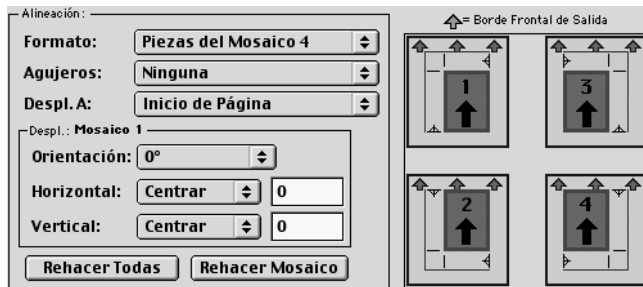 Alineación:
Formato: Piezas del Mosaico 4
Agujeros: Ninguna
Despl. A: Inicio de Página
Despl.: Mosaico 1
Orientación: 0°
Horizontal: Centrar 0
Vertical: Centrar 0
Rehacer Todas Rehacer Mosaico
= Borde Frontal de Salida
1 3
2 4